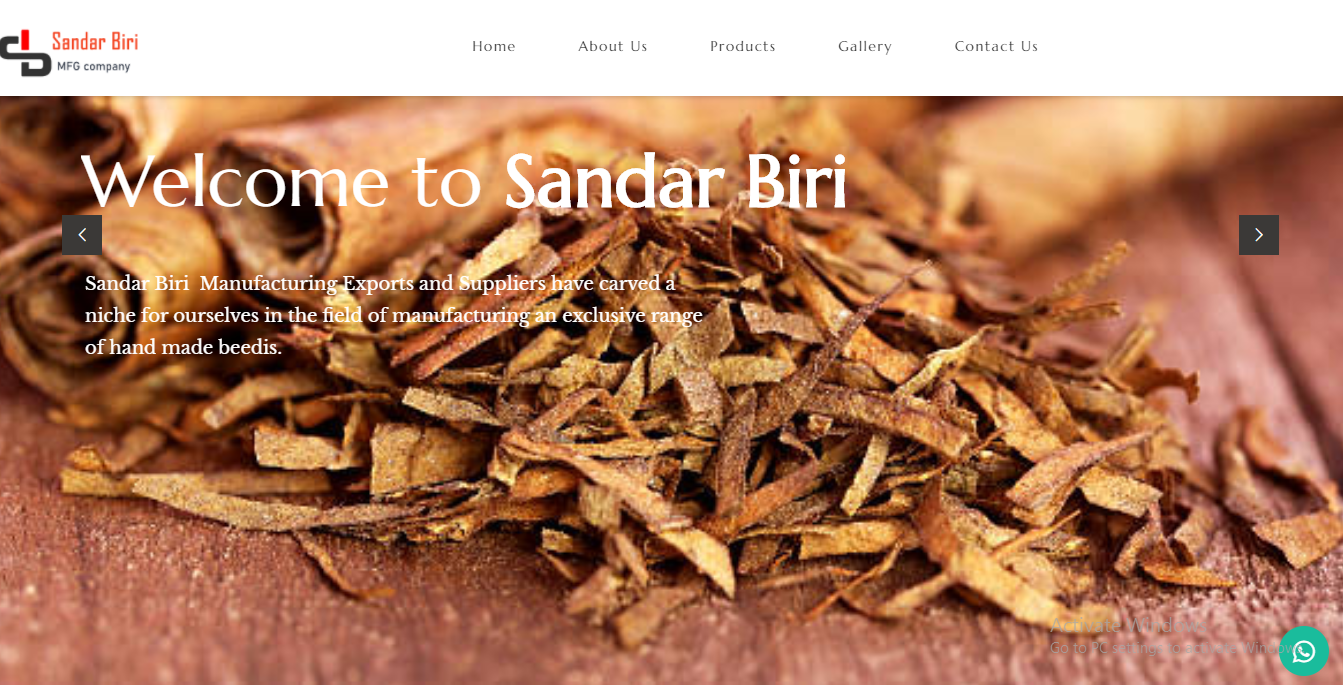 Sandar Biri
MFG company
Home
About Us
Products
Gallery
Contact Us
Welcome to Sandar Biri
Sandar Biri Manufacturing Exports and Suppliers have carved a
niche for ourselves in the field of manufacturing an exclusive range
of hand made beedis.
Activate Windows
Go to PC settings to activate Windows.